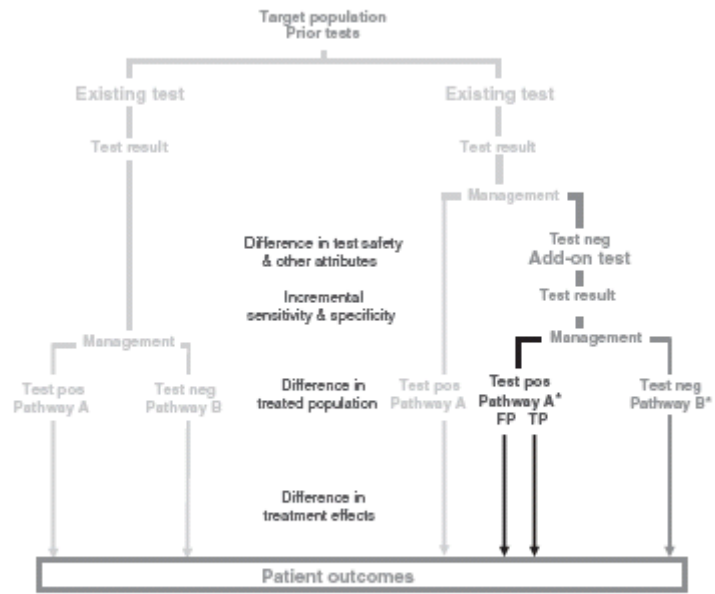 Target population
Prior tests
Existing test
Existing test
Test result
Test result
Management
Difference in test safety
& other attributes
Test neg
Add-on test
Incremental
sensitivity & specificity
Test result
Management
Management
Test pos
Pathway A
Test neg
Pathway B
Difference in
treated population
Test pos
Pathway A
Test pos
Pathway A*
FP TP
Test neg
Pathway B*
Difference in
treatment effects
Patient outcomes